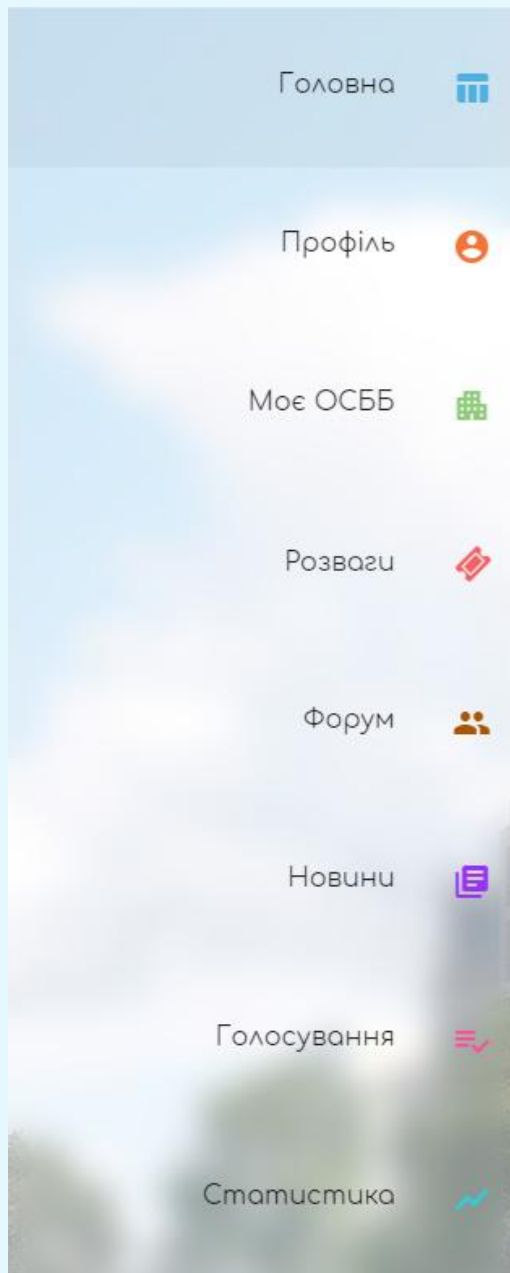 Головна
Профіль
Моє ОСББ
Розваги
Форум
Новини
Голосування
Статистика